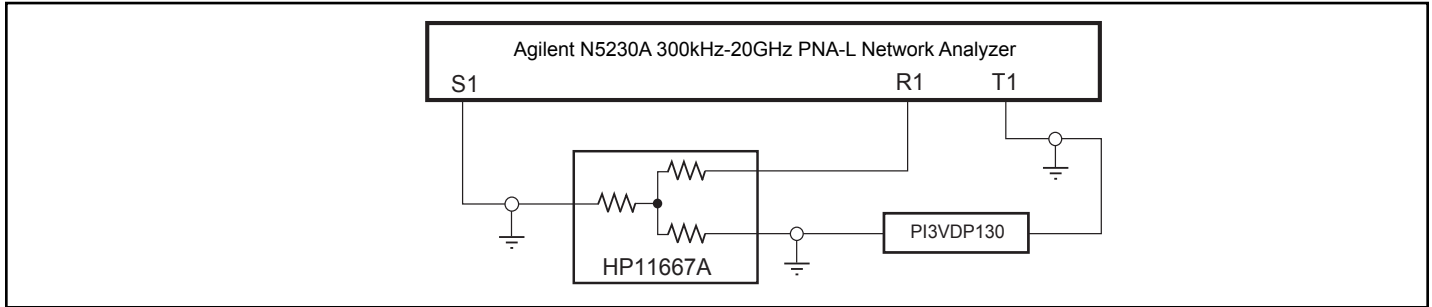 Agilent N5230A 300kHz-20GHz PNA-L Network Analyzer
S1 R1 T1
PI3VDP130
HP11667A